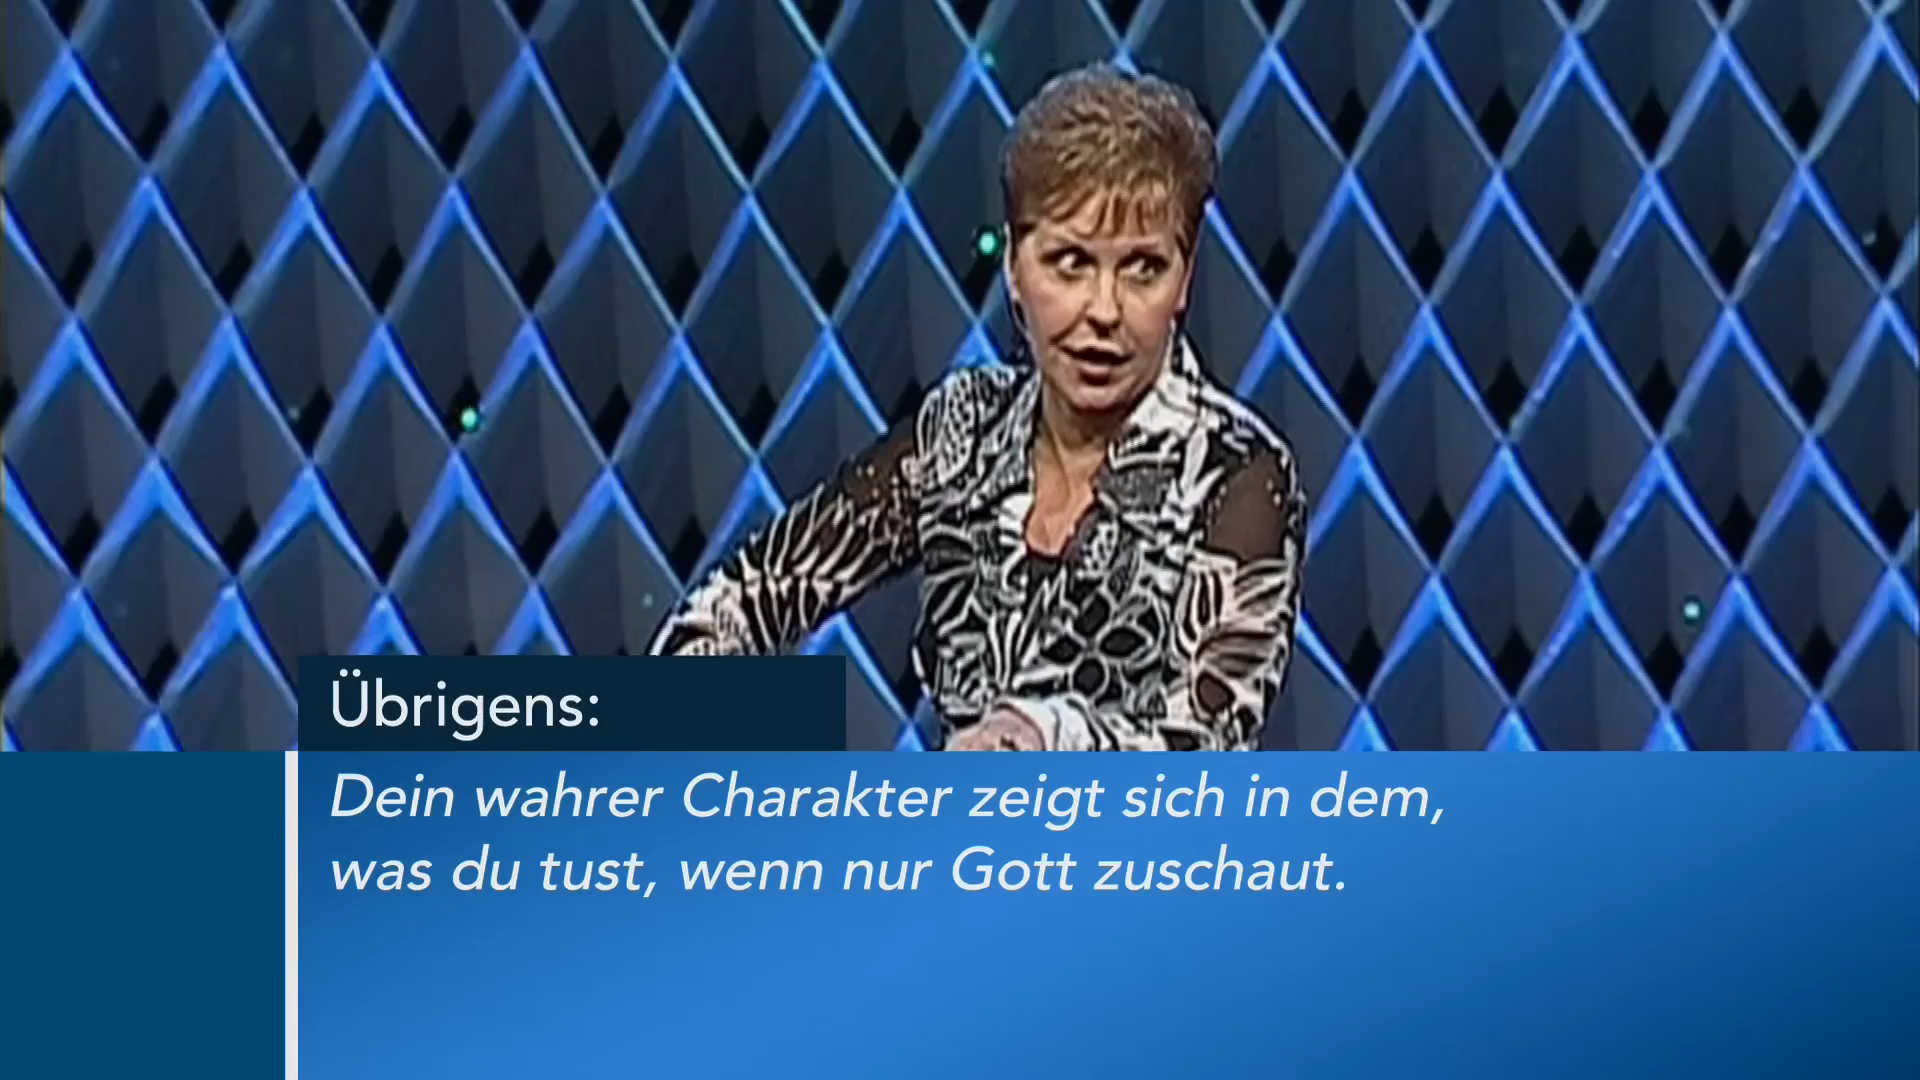 Übrigens:
Dein wahrer Charakter zeigt sich in dem,
was du tust, wenn nur Gott zuschaut.